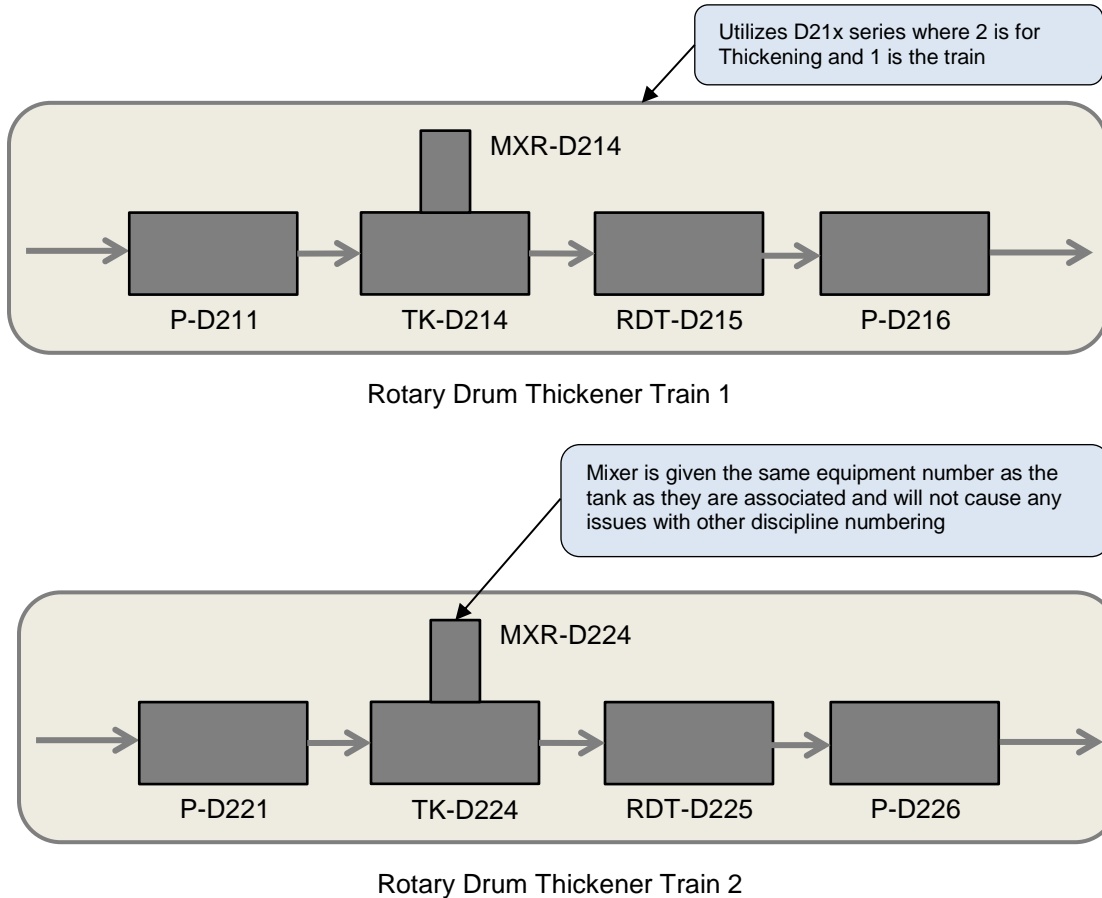 Utilizes D21x series where 2 is for
Thickening and 1 is the train
MXR-D214
P-D211
TK-D214
RDT-D215
P-D216
Rotary Drum Thickener Train 1
Mixer is given the same equipment number as the
tank as they are associated and will not cause any
issues with other discipline numbering
MXR-D224
P-D221
TK-D224
RDT-D225
P-D226
Rotary Drum Thickener Train 2